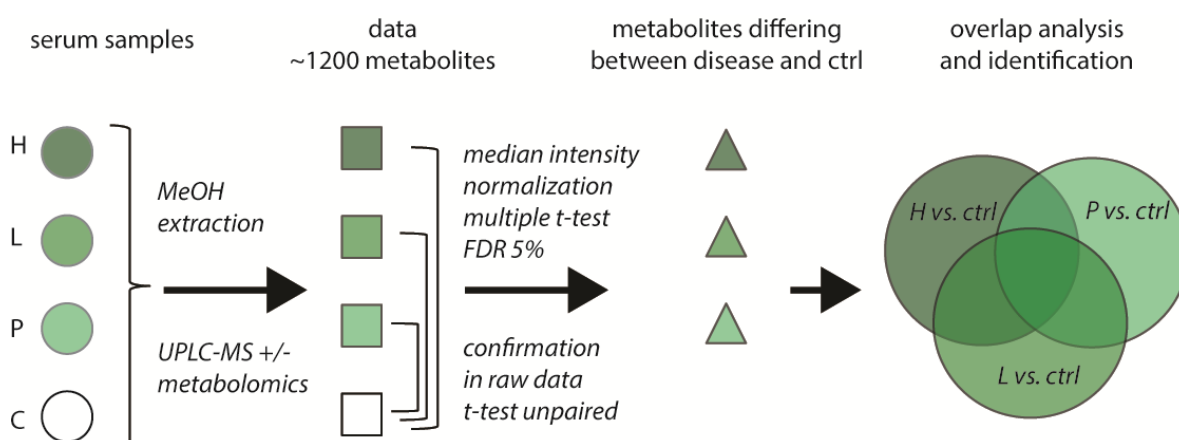 serum samples
data
~1200 metabolites
metabolites differing
between disease and ctrl
overlap analysis
and identification
H
L
P
C
MeOH
extraction
UPLC-MS +/-
metabolomics
median intensity
normalization
multiple t-test
FDR 5%
confirmation
in raw data
t-test unpaired
H vs. ctrl
P vs. ctrl
L vs. ctrl